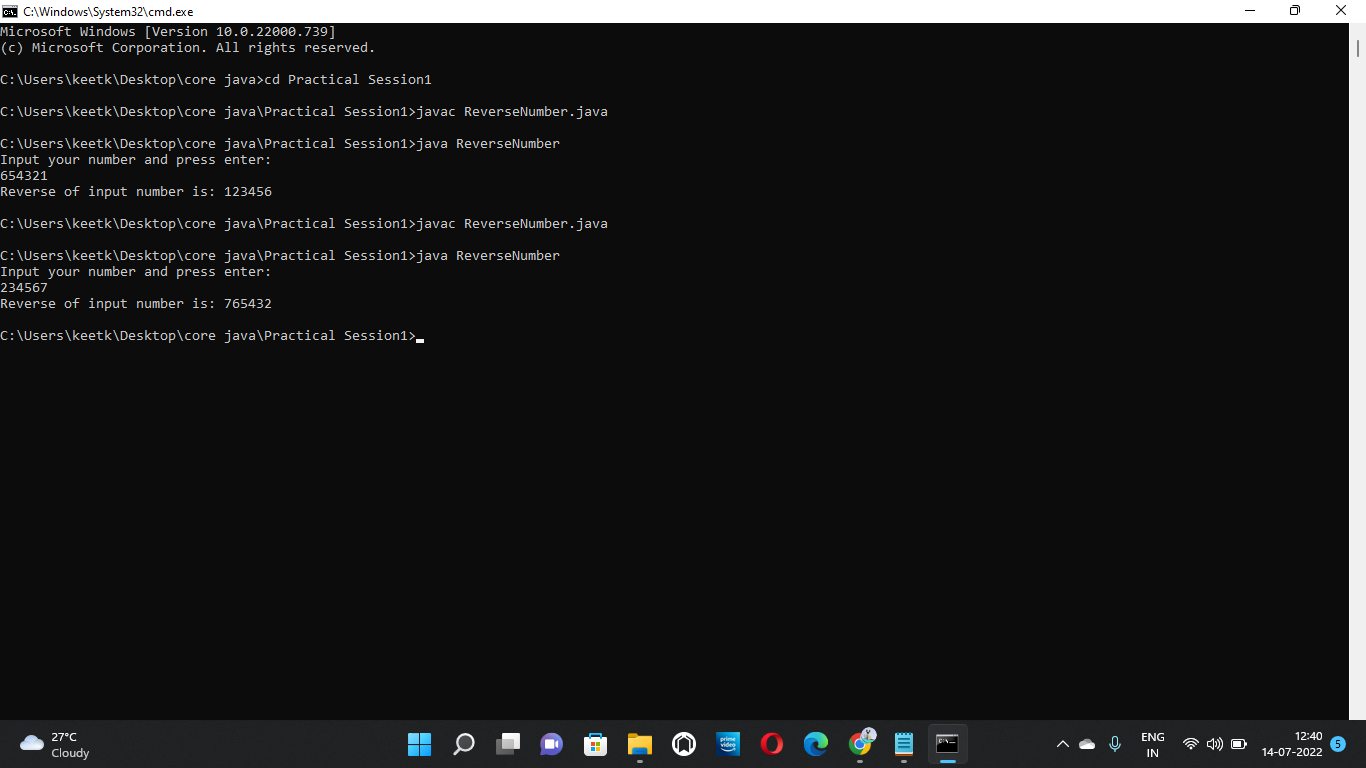 C:\Windows\System32\cmd.exe
Microsoft Windows [Version 10.0.22000.739]
(c) Microsoft Corporation. All rights reserved.
C:\Users\keetk\Desktop\core java>cd Practical Session1
C:\Users\keetk\Desktop\core java\Practical Session1>javac ReverseNumber.java
C:\Users\keetk\Desktop\core java\Practical Session1>java ReverseNumber
Input your number and press enter:
654321
Reverse of input number is: 123456
C:\Users\keetk\Desktop\core java\Practical Session1>javac ReverseNumber.java
C:\Users\keetk\Desktop\core java\Practical Session1>java ReverseNumber
Input your number and press enter:
234567
Reverse of input number is: 765432
C:\Users\keetk\Desktop\core java\Practical Session1>
27°C
Cloudy
prime video
ENG
IN
12:40
14-07-2022
5